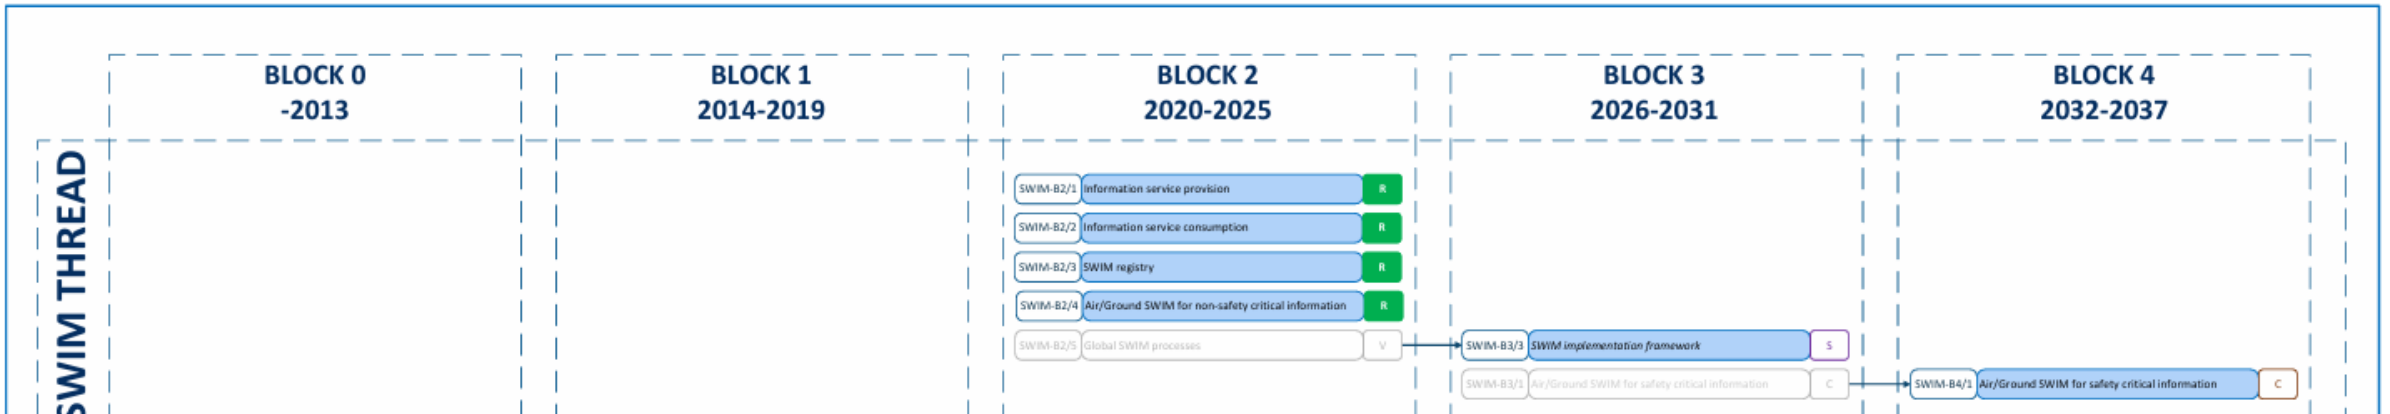 BLOCK 0
-2013
BLOCK 1
2014-2019
BLOCK 2
2020-2025
BLOCK 3
2026-2031
BLOCK 4
2032-2037
SWIM THREAD
SWIM-B2/1 Information service provision R
SWIM-B2/2 Information service consumption R
SWIM-B2/3 SWIM registry R
SWIM-B2/4 Air/Ground SWIM for non-safety critical information R
SWIM-B2/5 Global SWIM processes V
SWIM-B3/3 SWIM implementation framework S
SWIM-B3/1 Air/Ground SWIM for safety critical information C
SWIM-B4/1 Air/Ground SWIM for safety critical information C